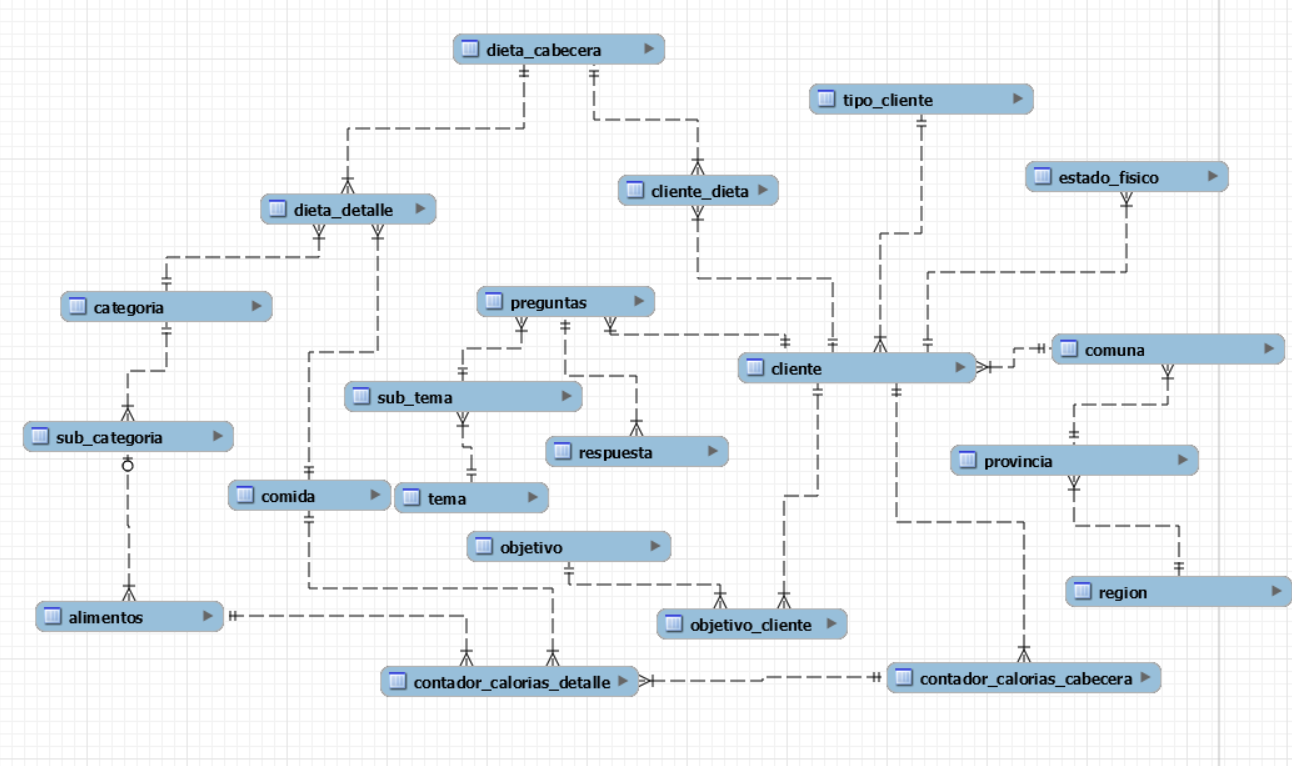 dieta_cabecera
tipo_cliente
estado_fisico
cliente_dieta
dieta_detalle
preguntas
categoria
comuna
cliente
sub_tema
sub_categoria
respuesta
provincia
comida
tema
objetivo
region
alimentos
objetivo_cliente
contador_calorias_detalle
contador_calorias_cabecera